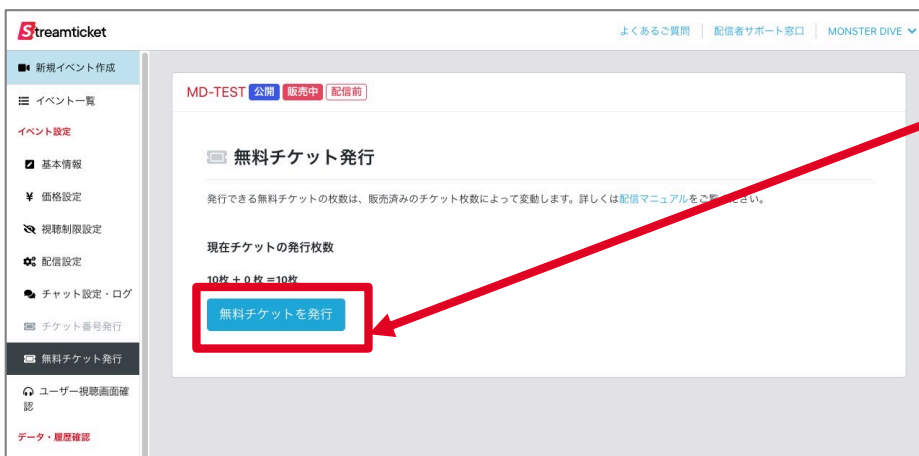 Streamticket
よくあるご質問 配信者サポート窓口 MONSTER DIVE
新規イベント作成
イベント一覧
イベント設定
基本情報
¥ 価格設定
視聴制限設定
配信設定
チャット設定・ログ
チケット番号発行
無料チケット発行
ユーザー視聴画面確
認
データ・履歴確認
MD-TEST 公開 販売中 配信前
無料チケット発行
発行できる無料チケットの枚数は、販売済みのチケット枚数によって変動します。詳しくは配信マニュアルをご覧ください。
現在チケットの発行枚数
10枚 + 0 枚 =10枚
無料チケットを発行